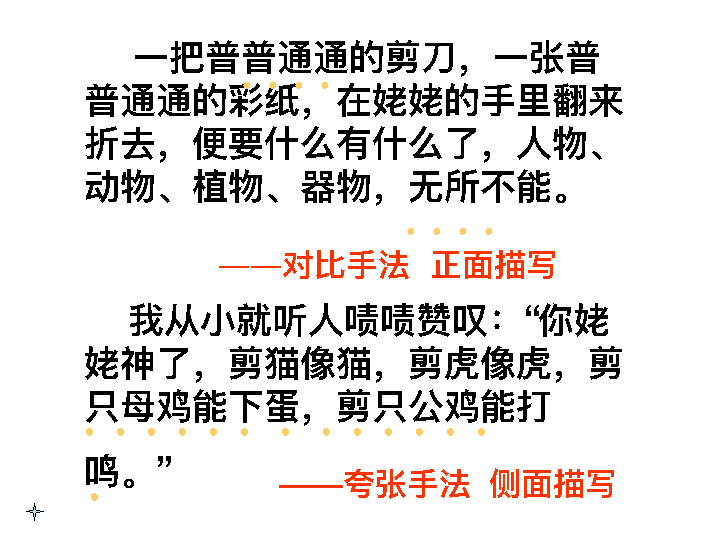 一把普普通通的剪刀，一张普
普通通的彩纸，在姥姥的手里翻来
折去，便要什么有什么了，人物、
动物、植物、器物，无所不能。
——对比手法 正面描写
我从小就听人啧啧赞叹：“你姥
姥神了，剪猫像猫，剪虎像虎，剪
只母鸡能下蛋，剪只公鸡能打
鸣。”
——夸张手法 侧面描写